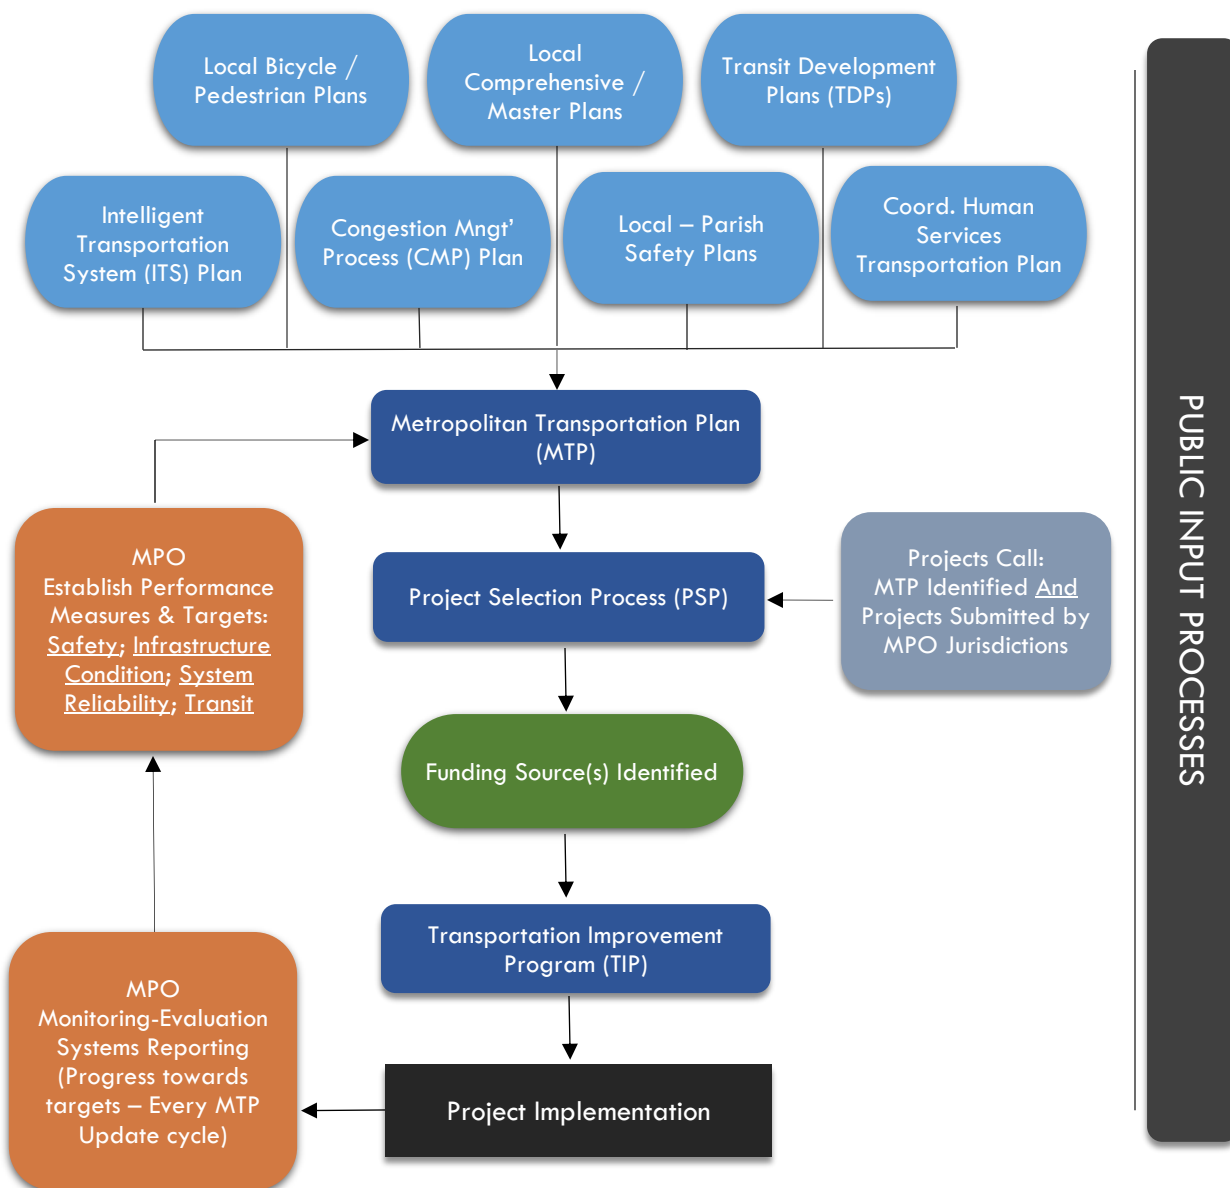 Local Bicycle /
Pedestrian Plans
Local
Comprehensive /
Master Plans
Transit Development
Plans (TDPs)
Intelligent
Transportation
System (ITS) Plan
Congestion Mngt'
Process (CMP) Plan
Local – Parish
Safety Plans
Coord. Human
Services
Transportation Plan
Metropolitan Transportation Plan
(MTP)
MPO
Establish Performance
Measures & Targets:
Safety; Infrastructure
Condition; System
Reliability; Transit
Project Selection Process (PSP)
Projects Call:
MTP Identified And
Projects Submitted by
MPO Jurisdictions
Funding Source(s) Identified
Transportation Improvement
Program (TIP)
MPO
Monitoring-Evaluation
Systems Reporting
(Progress towards
targets – Every MTP
Update cycle)
Project Implementation
PUBLIC INPUT PROCESSES